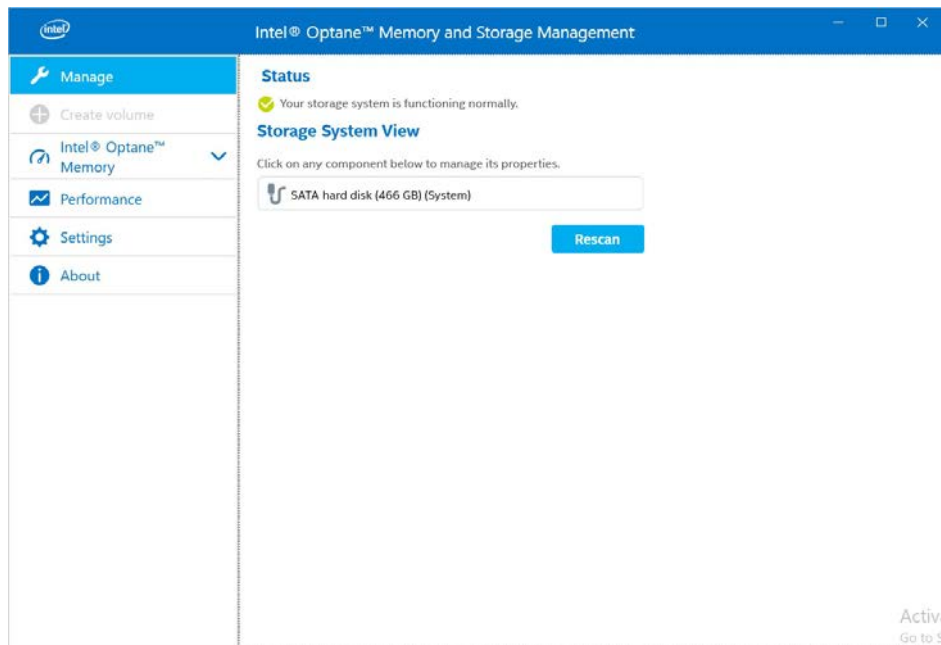 intel
Intel® Optane™ Memory and Storage Management
Manage
Create volume
Intel® Optane™
Memory
Performance
Settings
About
Status
Your storage system is functioning normally.
Storage System View
Click on any component below to manage its properties.
SATA hard disk (466 GB) (System)
Rescan
Activ
Go to S